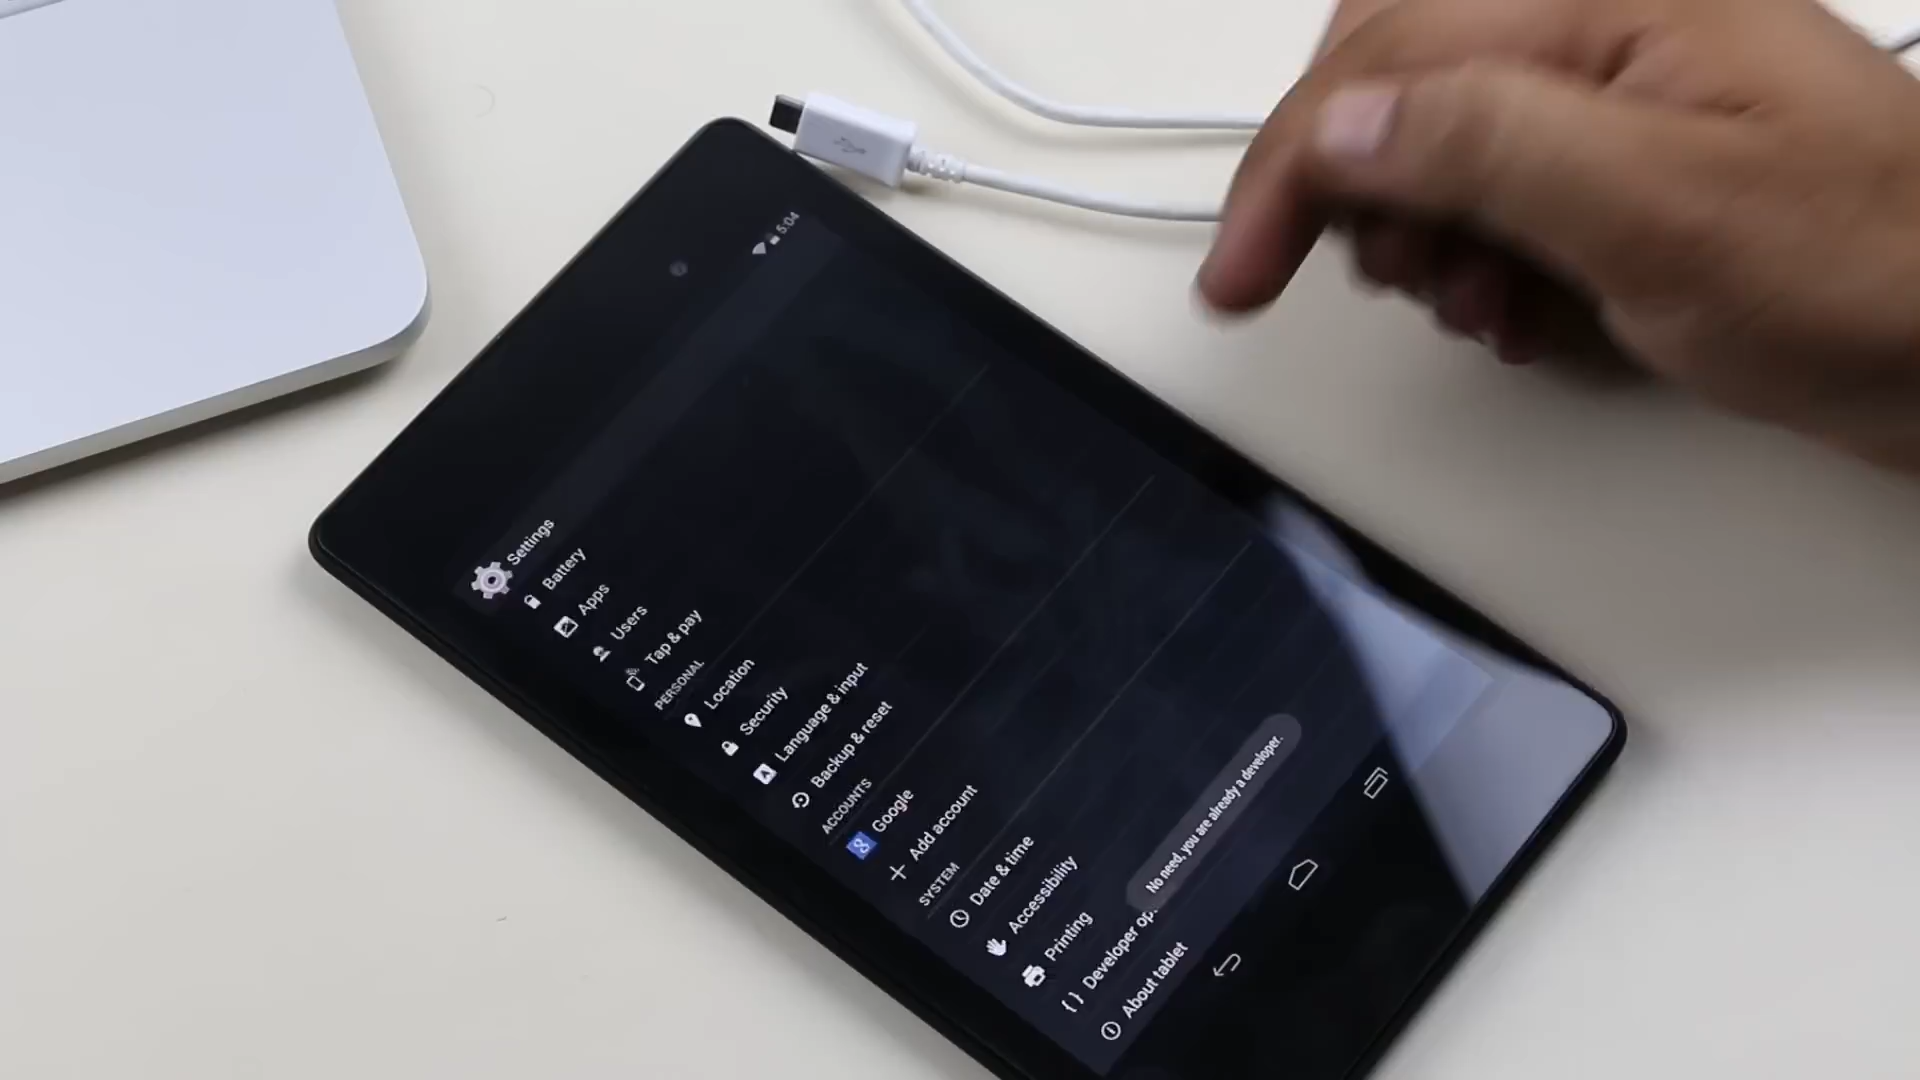 5:04
Settings
Battery
Apps
Users
Tap & pay
PERSONAL
Location
Security
Language & input
Backup & reset
ACCOUNTS
Google
Add account
SYSTEM
Date & time
Accessibility
Printing
{ } Developer op
About tablet
No need, you are already a developer.